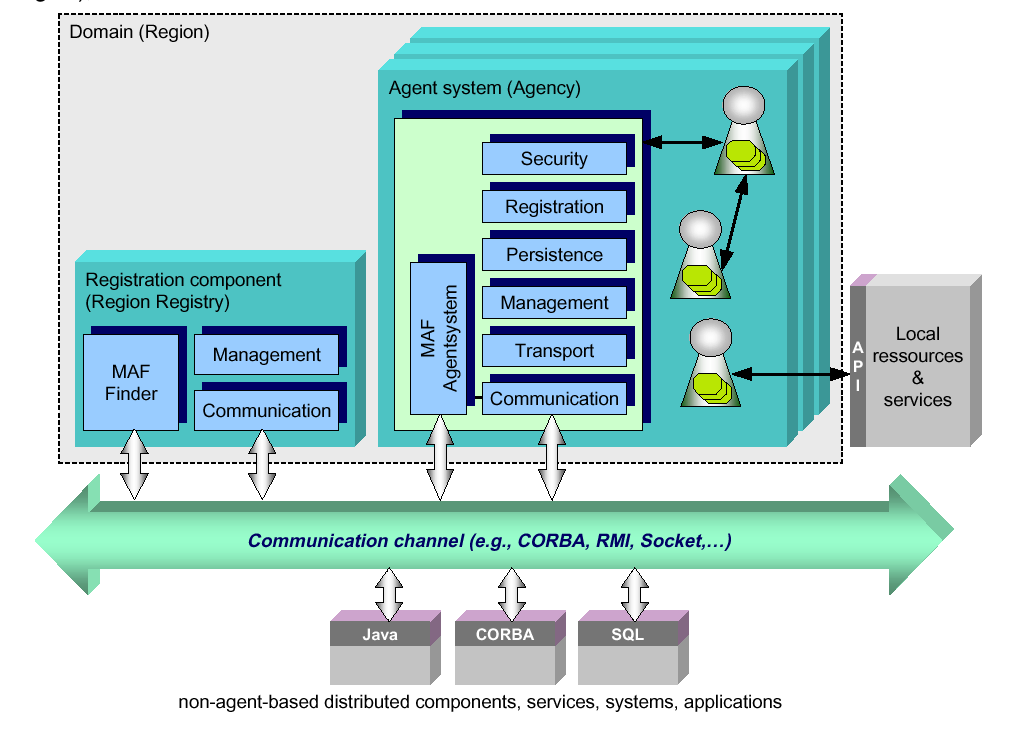 Domain (Region)
Agent system (Agency)
Security
Registration
Persistence
Management
Transport
Communication
MAF
Agentsystem
Registration component
(Region Registry)
MAF
Finder
Management
Communication
API
Local
ressources
&
services
Communication channel (e.g., CORBA, RMI, Socket,…)
Java
CORBA
SQL
non-agent-based distributed components, services, systems, applications